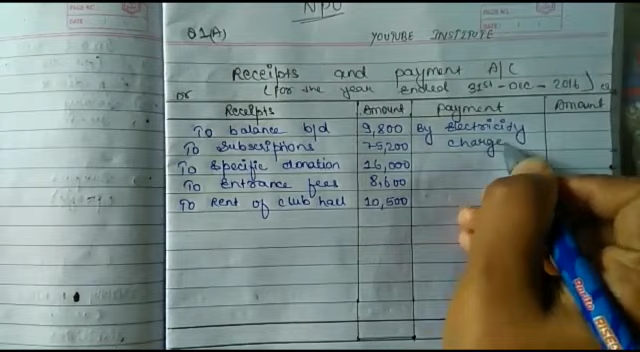 NPO
Q1(A) YOUTUBE INSTITUTE
Receipts and payment A/C
(for the year ended 31st-Dec-2016) cr
Dr
Receipts Amount Payment Amount
To balance b/d 9,800 By Electricity
To Subscriptions 75,200 charge
To Specific donation 16,000
To Entrance fees 8,600
To Rent of club hall 10,500